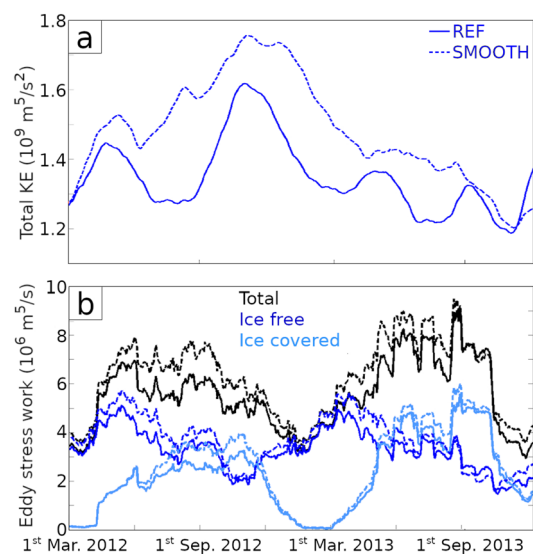 a
REF
SMOOTH
Total KE (10⁹ m⁵/s²)
1.8
1.6
1.4
1.2
b
Total
Ice free
Ice covered
Eddy stress work (10⁶ m⁵/s)
10
8
6
4
2
0
1st Mar. 2012 1st Sep. 2012 1st Mar. 2013 1st Sep. 2013